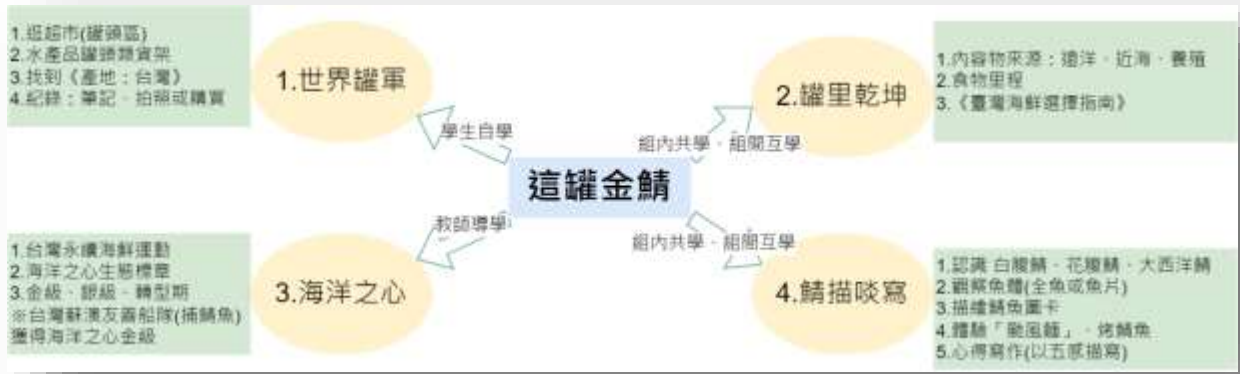 1.逛超市(罐頭區)
2.水產品罐頭類貨架
3.找到《產地：台灣》
4.紀錄：筆記、拍照或購買
1.世界罐軍
學生自學
2.罐里乾坤
組內共學、組間互學
1.內容物來源：遠洋、近海、養殖
2.食物里程
3.《臺灣海鮮選擇指南》
這罐金鯖
1.台灣永續海鮮運動
2.海洋之心生態標章
3.金級、銀級、轉型期
※台灣蘇澳友善船隊(捕鯖魚)
獲得海洋之心金級
3.海洋之心
教師導學
4.鯖描啖寫
組內共學、組間互學
1.認識 白腹鯖、花腹鯖、大西洋鯖
2.觀察魚體(全魚或魚片)
3.描繪鯖魚圖卡
4.體驗「颱風麵」、烤鯖魚
5.心得寫作(以五感描寫)